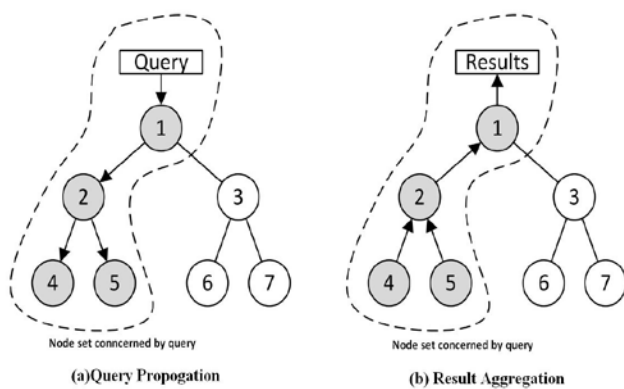 Query
1
2
3
4
5
6
7
Node set conncerned by query
(a)Query Propogation
Results
1
2
3
4
5
6
7
Node set concerned by query
(b) Result Aggregation